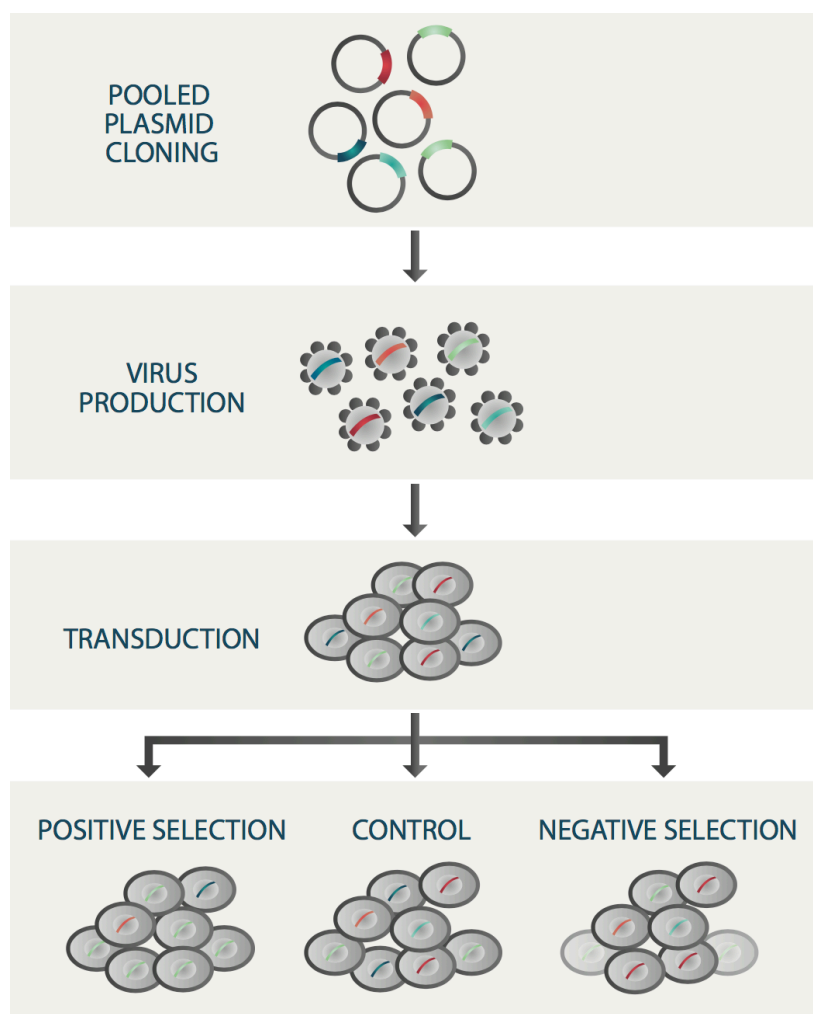 POOLED
PLASMID
CLONING
VIRUS
PRODUCTION
TRANSDUCTION
POSITIVE SELECTION
CONTROL
NEGATIVE SELECTION